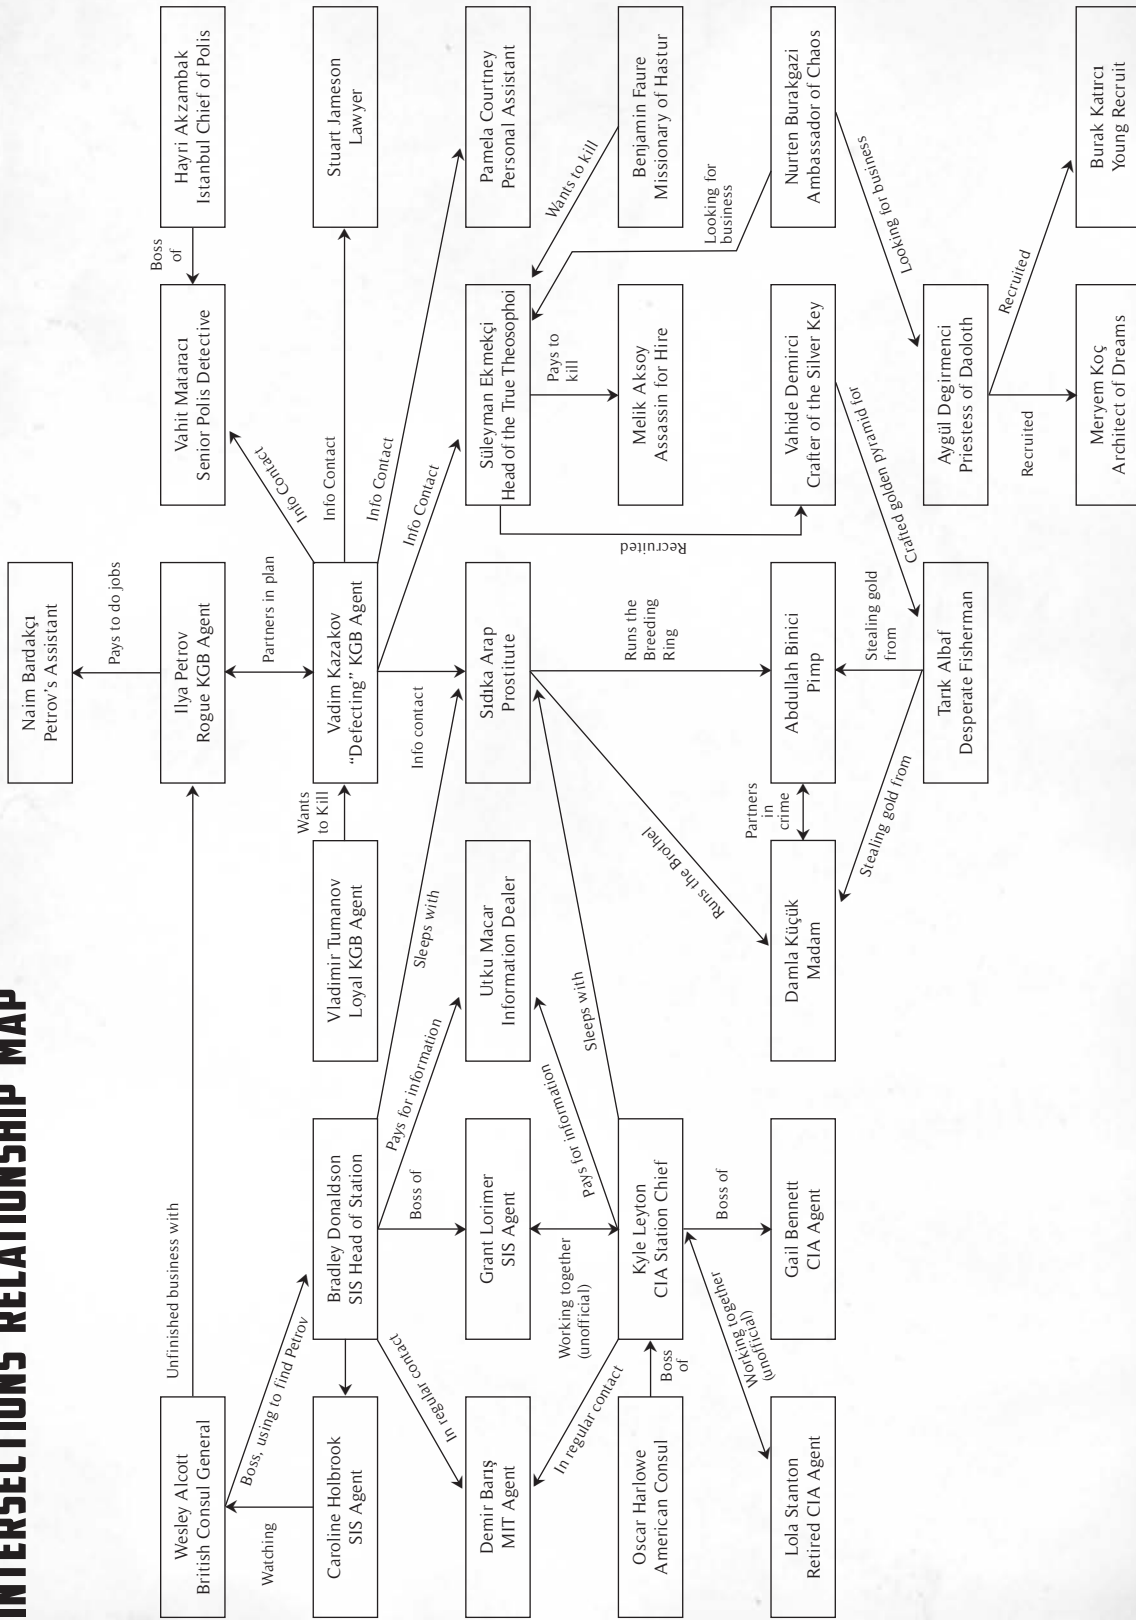 INTERSECTIONS RELATIONSHIP MAP
Naim Bardakçı
Petrov's Assistant
Pays to do jobs
Wesley Alcott
British Consul General
Unfinished business with
Ilya Petrov
Rogue KGB Agent
Vahit Mataracı
Senior Polis Detective
Boss
of
Hayri Akzambak
Istanbul Chief of Polis
Watching
Boss, using to find Petrov
Partners in plan
Info Contact
Caroline Holbrook
SIS Agent
Bradley Donaldson
SIS Head of Station
Vladimir Tumanov
Loyal KGB Agent
Wants
to Kill
Vadim Kazakov
“Defecting” KGB Agent
Info Contact
Stuart Jameson
Lawyer
In regular contact
Boss of
Pays for information
Sleeps with
Info contact
Info Contact
Info Contact
Demir Barış
MIT Agent
Grant Lorimer
SIS Agent
Utku Macar
Information Dealer
Sıdıka Arap
Prostitute
Süleyman Ekmekçi
Head of the True Theosophoi
Pamela Courtney
Personal Assistant
In regular contact
Working together
(unofficial)
Pays for information
Sleeps with
Runs the Brothel
Runs the
Breeding
Ring
Recruited
Pays to
kill
Wants to kill
Oscar Harlowe
American Consul
Boss
of
Kyle Leyton
CIA Station Chief
Melik Aksoy
Assassin for Hire
Benjamin Faure
Missionary of Hastur
Working together
(unofficial)
Boss of
Looking for
business
Lola Stanton
Retired CIA Agent
Gail Bennett
CIA Agent
Damla Küçük
Madam
Partners
in
crime
Abdullah Binici
Pimp
Vahide Demirci
Crafter of the Silver Key
Nurten Burakgazi
Ambassador of Chaos
Stealing gold from
Stealing gold
from
Crafted golden pyramid for
Looking for business
Tarık Albaf
Desperate Fisherman
Aygül Degirmenci
Priestess of Daoloth
Recruited
Recruited
Meryem Koç
Architect of Dreams
Burak Katırcı
Young Recruit